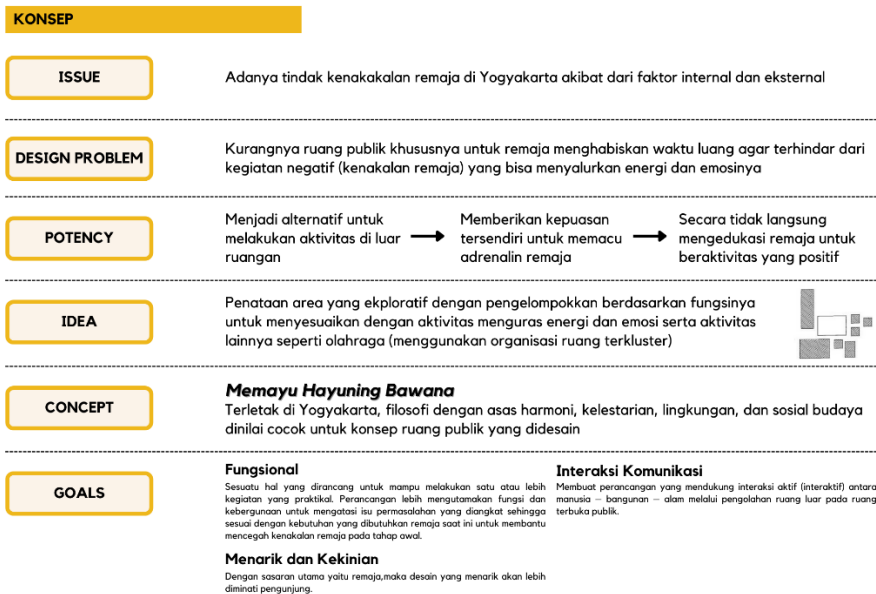 KONSEP
ISSUE
Adanya tindak kenakakalan remaja di Yogyakarta akibat dari faktor internal dan eksternal
DESIGN PROBLEM
Kurangnya ruang publik khususnya untuk remaja menghabiskan waktu luang agar terhindar dari
kegiatan negatif (kenakalan remaja) yang bisa menyalurkan energi dan emosinya
POTENCY
Menjadi alternatif untuk
melakukan aktivitas di luar
ruangan
Memberikan kepuasan
tersendiri untuk memacu
adrenalin remaja
Secara tidak langsung
mengedukasi remaja untuk
beraktivitas yang positif
IDEA
Penataan area yang ekploratif dengan pengelompokkan berdasarkan fungsinya
untuk menyesuaikan dengan aktivitas menguras energi dan emosi serta aktivitas
lainnya seperti olahraga (menggunakan organisasi ruang terkluster)
CONCEPT
Memayu Hayuning Bawana
Terletak di Yogyakarta, filosofi dengan asas harmoni, kelestarian, lingkungan, dan sosial budaya
dinilai cocok untuk konsep ruang publik yang didesain
GOALS
Fungsional
Sesuatu hal yang dirancang untuk mampu melakukan satu atau lebih
kegiatan yang praktikal. Perancangan lebih mengutamakan fungsi dan
kebergunaan untuk mengatasi isu permasalahan yang diangkat sehingga
sesuai dengan kebutuhan yang dibutuhkan remaja saat ini untuk membantu
mencegah kenakalan remaja pada tahap awal.
Interaksi Komunikasi
Membuat perancangan yang mendukung interaksi aktif (interaktif) antara
manusia – bangunan – alam melalui pengolahan ruang luar pada ruang
terbuka publik.
Menarik dan Kekinian
Dengan sasaran utama yaitu remaja,maka desain yang menarik akan lebih
diminati pengunjung.